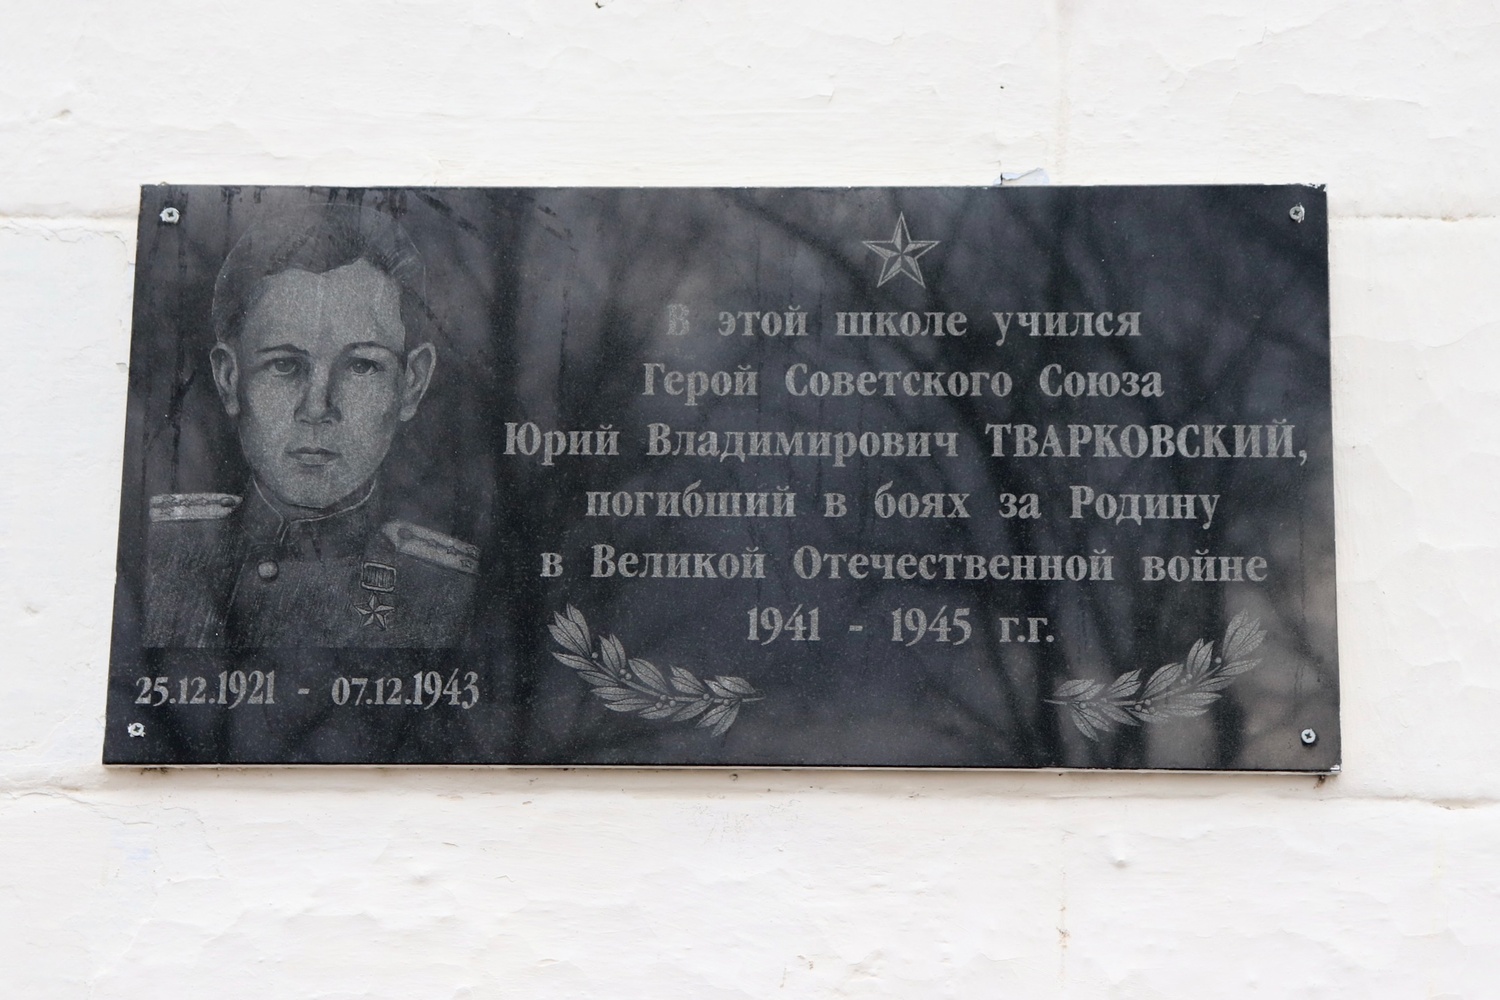 В этой школе учился
Герой Советского Союза
Юрий Владимирович ТВАРКОВСКИЙ,
погибший в боях за Родину
в Великой Отечественной войне
1941 - 1945 г.г.
25.12.1921 - 07.12.1943